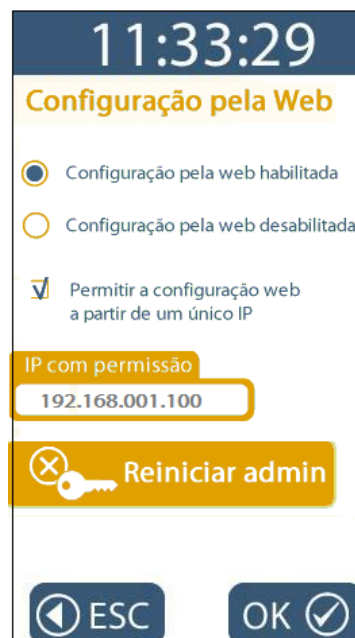 11:33:29
Configuração pela Web
Configuração pela web habilitada
Configuração pela web desabilitada
Permitir a configuração web
a partir de um único IP
IP com permissão
192.168.001.100
Reiniciar admin
ESC
OK